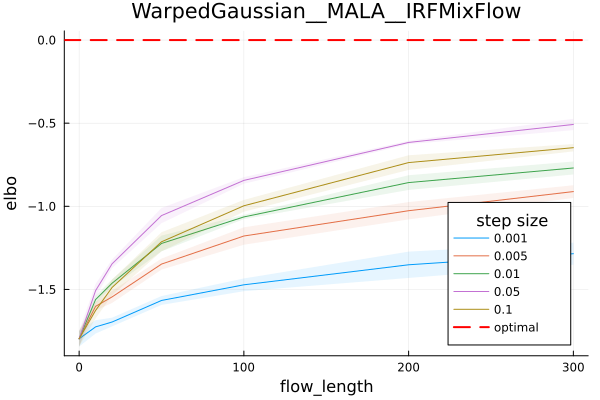 WarpedGaussian__MALA__IRFMixFlow
elbo
0.0
−0.5
−1.0
−1.5
0
100
200
300
flow_length
step size
0.001
0.005
0.01
0.05
0.1
optimal